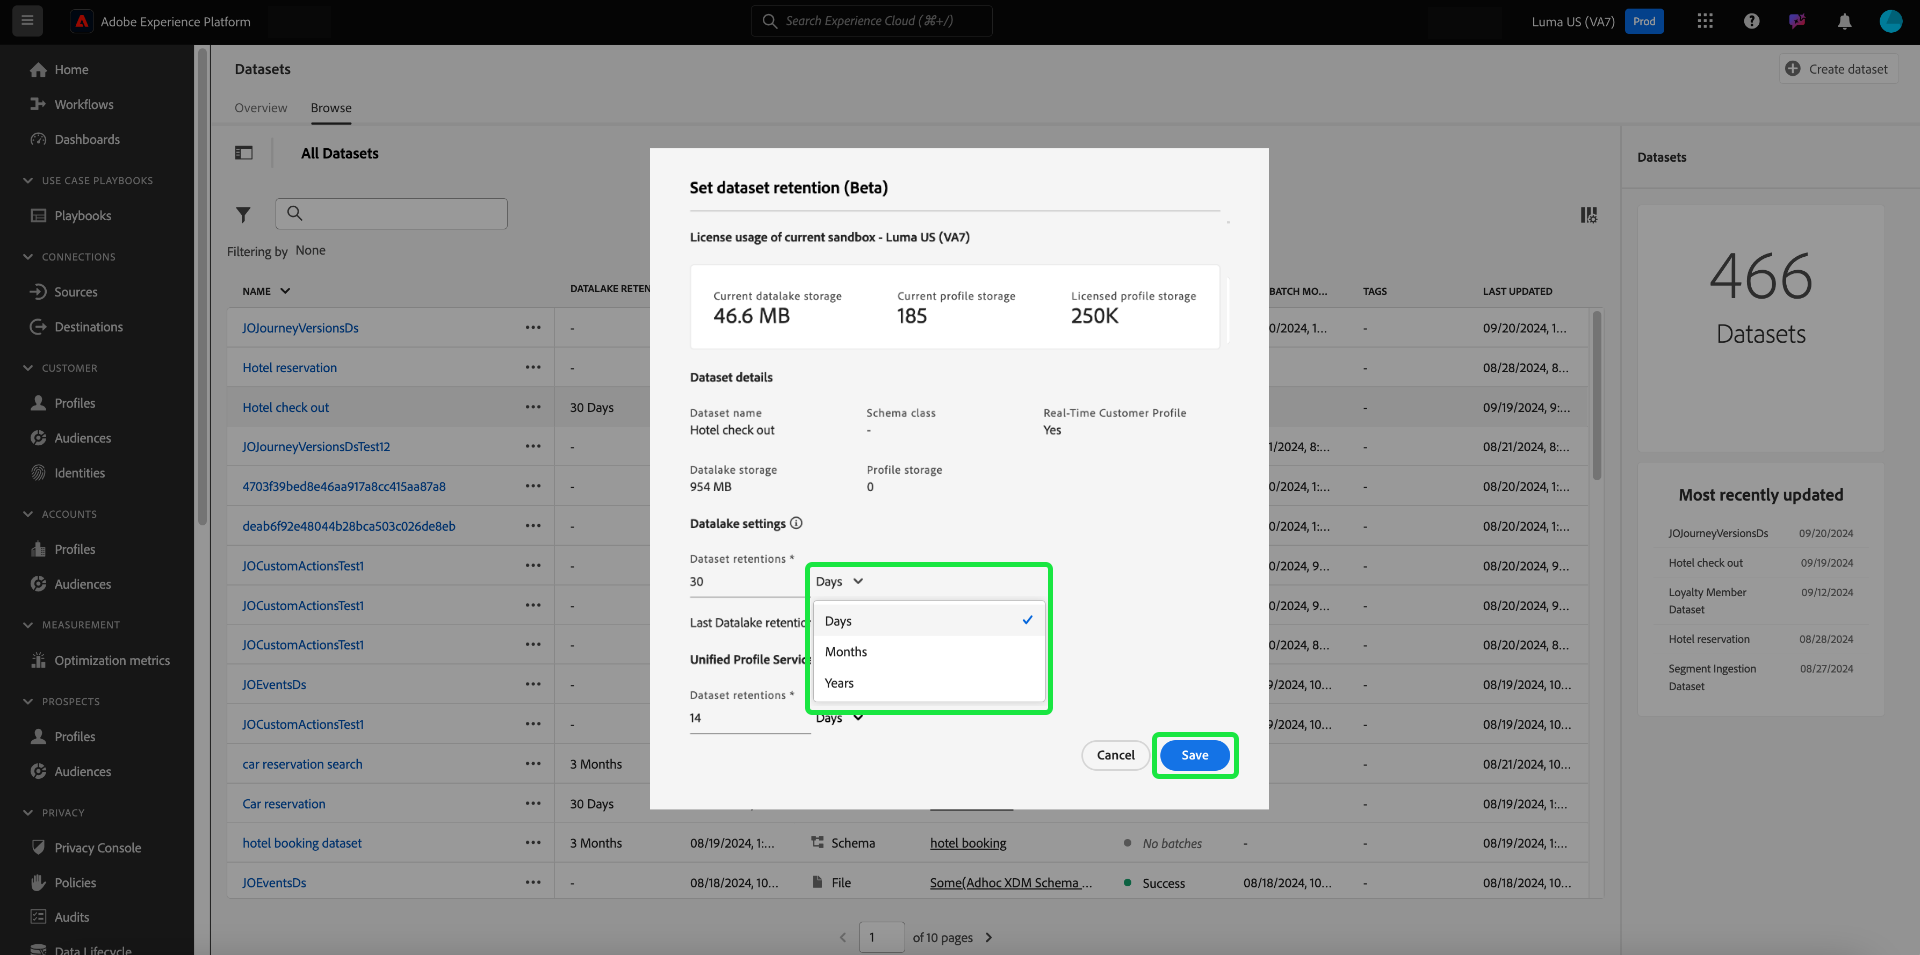 Adobe Experience Platform
Search Experience Cloud (⌘+/)
Luma US (VA7)
Prod
Home
Workflows
Dashboards
USE CASE PLAYBOOKS
Playbooks
CONNECTIONS
Sources
Destinations
CUSTOMER
Profiles
Audiences
Identities
ACCOUNTS
Profiles
Audiences
MEASUREMENT
Optimization metrics
PROSPECTS
Profiles
Audiences
PRIVACY
Privacy Console
Policies
Audits
Data Lifecycle
Datasets
Create dataset
Overview
Browse
All Datasets
Filtering by None
NAME
DATALAKE RETEN
BATCH MO...
TAGS
LAST UPDATED
JOJourneyVersionsDs ••• - 0/2024, 1... - 09/20/2024, 1...
Hotel reservation ••• - - 08/28/2024, 8...
Hotel check out ••• 30 Days - 09/19/2024, 9:...
JOJourneyVersionsDsTest12 ••• - 1/2024, 8:... - 08/21/2024, 8:...
4703f39bed8e46aa917a8cc415aa87a8 ••• - 0/2024, 1:... - 08/20/2024, 1:...
deab6f92e48044b28bca503c026de8eb ••• - 0/2024, 1:... - 08/20/2024, 1:...
JOCustomActionsTest1 ••• - 0/2024, 9... - 08/20/2024, 9...
JOCustomActionsTest1 ••• - 0/2024, 9... - 08/20/2024, 9...
JOCustomActionsTest1 ••• - 0/2024, 8... - 08/20/2024, 8...
JOEventsDs ••• - 9/2024, 10... - 08/19/2024, 10...
JOCustomActionsTest1 ••• - 9/2024, 10... - 08/19/2024, 10...
car reservation search ••• 3 Months - 08/21/2024, 10...
Car reservation ••• 30 Days - 08/19/2024, 1:...
hotel booking dataset ••• 3 Months 08/19/2024, 1:... Schema hotel booking No batches - - 08/19/2024, 1:...
JOEventsDs ••• - 08/18/2024, 10... File Some(Adhoc XDM Schema ... Success 08/18/2024, 10... - 08/18/2024, 10...
1 of 10 pages
Set dataset retention (Beta)
License usage of current sandbox - Luma US (VA7)
Current datalake storage
46.6 MB
Current profile storage
185
Licensed profile storage
250K
Dataset details
Dataset name
Hotel check out
Schema class
-
Real-Time Customer Profile
Yes
Datalake storage
954 MB
Profile storage
0
Datalake settings
Dataset retentions *
30
Days
Days
Months
Years
Last Datalake retentio
Unified Profile Servic
Dataset retentions *
14
Days
Cancel
Save
Datasets
466
Datasets
Most recently updated
JOJourneyVersionsDs 09/20/2024
Hotel check out 09/19/2024
Loyalty Member 09/12/2024
Dataset
Hotel reservation 08/28/2024
Segment Ingestion 08/27/2024
Dataset